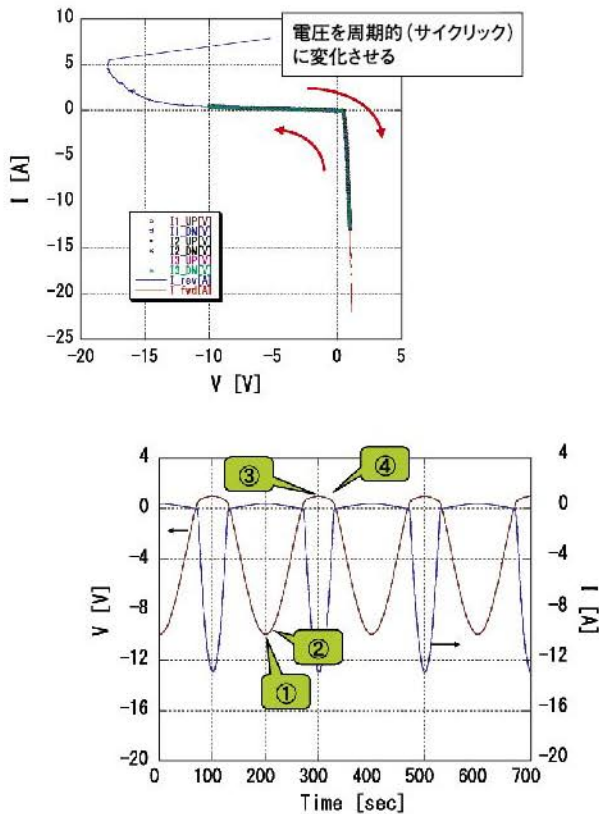 電圧を周期的(サイクリック)
に変化させる
10
5
0
-5
-10
-15
-20
-25
I [A]
I1_UP[V]
I1_DN[V]
I2_UP[V]
I2_DN[V]
I3_UP[V]
I3_DN[V]
I_rev[A]
I_fwd[A]
-20 -15 -10 -5 0 5
V [V]
4
0
-4
-8
-12
-16
-20
V [V]
③ ④
②
①
4
0
-4
-8
-12
-16
-20
I [A]
0 100 200 300 400 500 600 700
Time [sec]